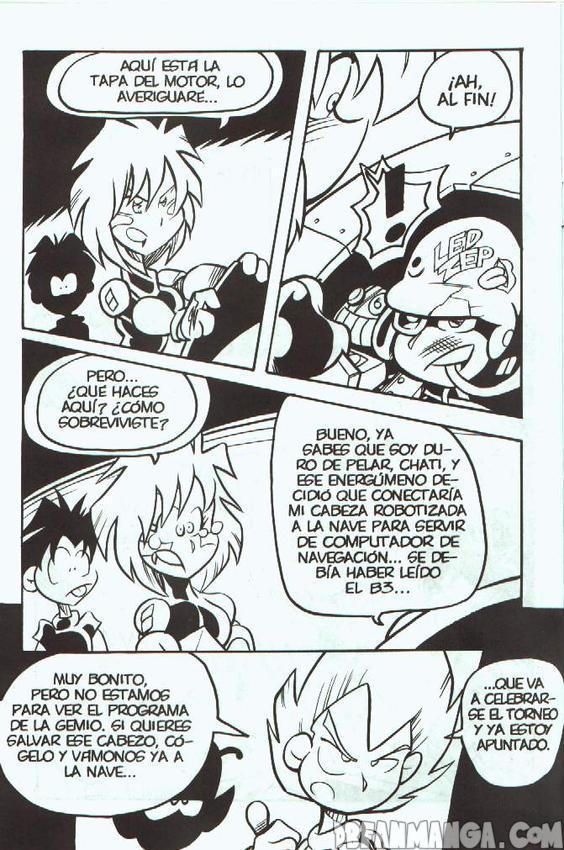 AQUÍ ESTÁ LA
TAPA DEL MOTOR, LO
AVERIGUARE...
¡AH,
AL FIN!
LED
ZEP
PERO...
¿QUE HACES
AQUÍ? ¿CÓMO
SOBREVIVISTE?
BUENO, YA
SABES QUE SOY DU-
RO DE PELAR, CHATI, Y
ESE ENERGÚMENO DE-
CIDIÓ QUE CONECTARÍA
MI CABEZA ROBOTIZADA
A LA NAVE PARA SERVIR
DE COMPUTADOR DE
NAVEGACIÓN... SE DE-
BÍA HABER LEÍDO
EL B3...
MUY BONITO,
PERO NO ESTAMOS
PARA VER EL PROGRAMA
DE LA GEMIO. SI QUIERES
SALVAR ESE CABEZO, CÓ-
GELO Y VÁMONOS YA A
LA NAVE...
...QUE VA
A CELEBRAR-
SE EL TORNEO
Y YA ESTOY
APUNTADO.
DBFANMANGA.COM